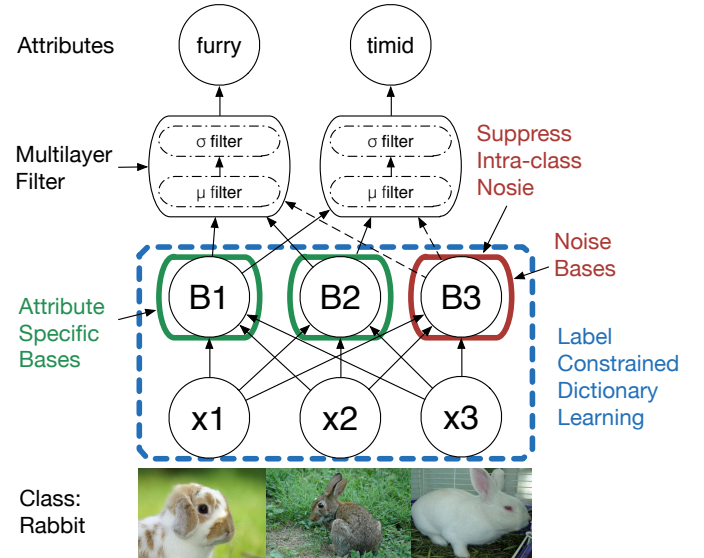 Attributes
furry
timid
Multilayer
Filter
σ filter
μ filter
σ filter
μ filter
Suppress
Intra-class
Nosie
Noise
Bases
Attribute
Specific
Bases
B1
B2
B3
Label
Constrained
Dictionary
Learning
x1
x2
x3
Class:
Rabbit